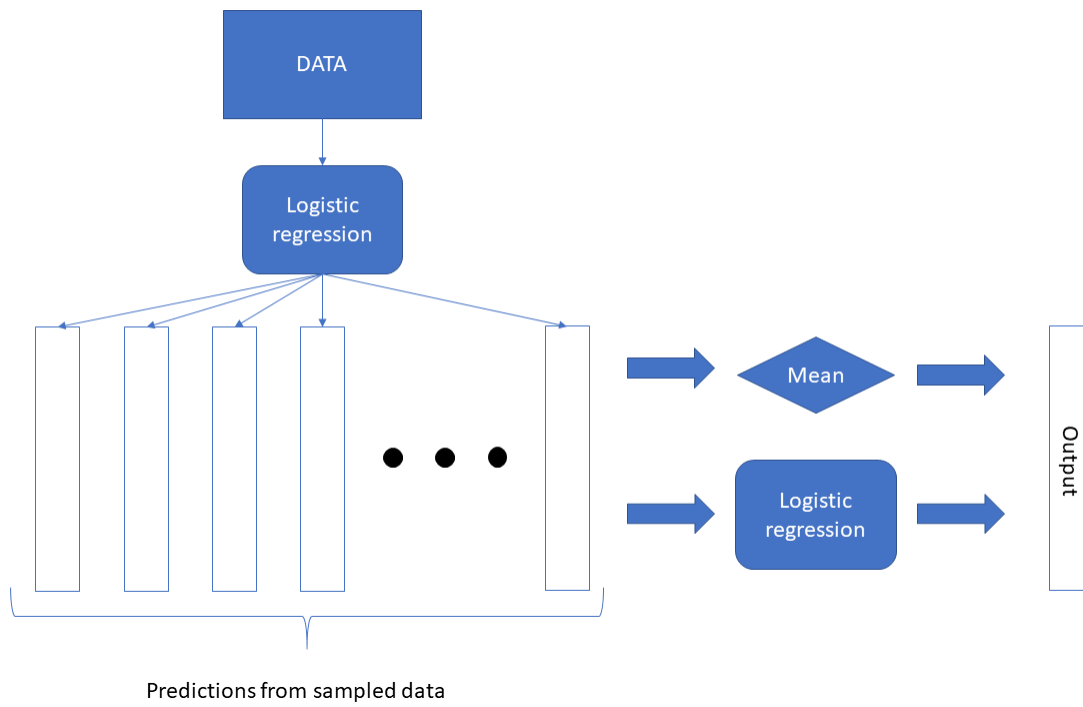 DATA
Logistic
regression
Mean
Logistic
regression
Output
Predictions from sampled data